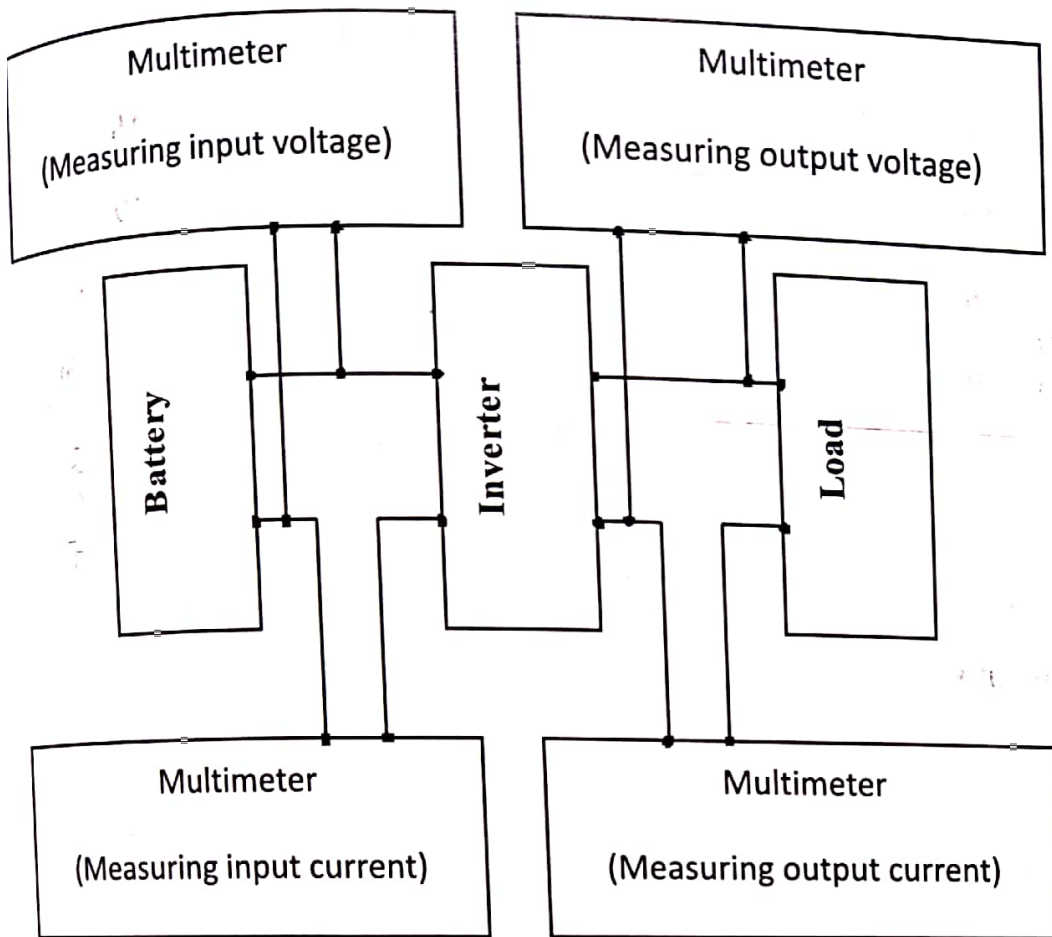 Multimeter
(Measuring input voltage)
Multimeter
(Measuring output voltage)
Battery
Inverter
Load
Multimeter
(Measuring input current)
Multimeter
(Measuring output current)